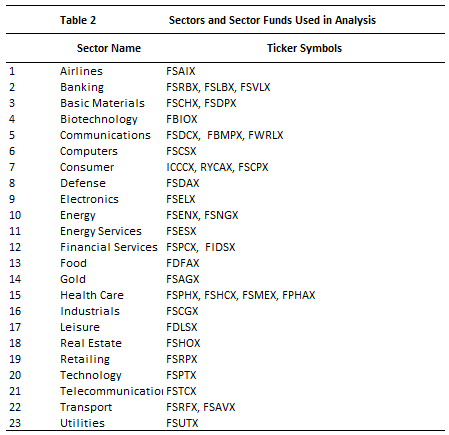 Table 2 Sectors and Sector Funds Used in Analysis
Sector Name Ticker Symbols
1 Airlines FSAIX
2 Banking FSRBX, FSLBX, FSVLX
3 Basic Materials FSCHX, FSDPX
4 Biotechnology FBIOX
5 Communications FSDCX, FBMPX, FWRLX
6 Computers FSCSX
7 Consumer ICCCX, RYCAX, FSCPX
8 Defense FSDAX
9 Electronics FSELX
10 Energy FSENX, FSNGX
11 Energy Services FSESX
12 Financial Services FSPCX, FIDSX
13 Food FDFAX
14 Gold FSAGX
15 Health Care FSPHX, FSHCX, FSMEX, FPHAX
16 Industrials FSCGX
17 Leisure FDLSX
18 Real Estate FSHOX
19 Retailing FSRPX
20 Technology FSPTX
21 Telecommunication FSTCX
22 Transport FSRFX, FSAVX
23 Utilities FSUTX